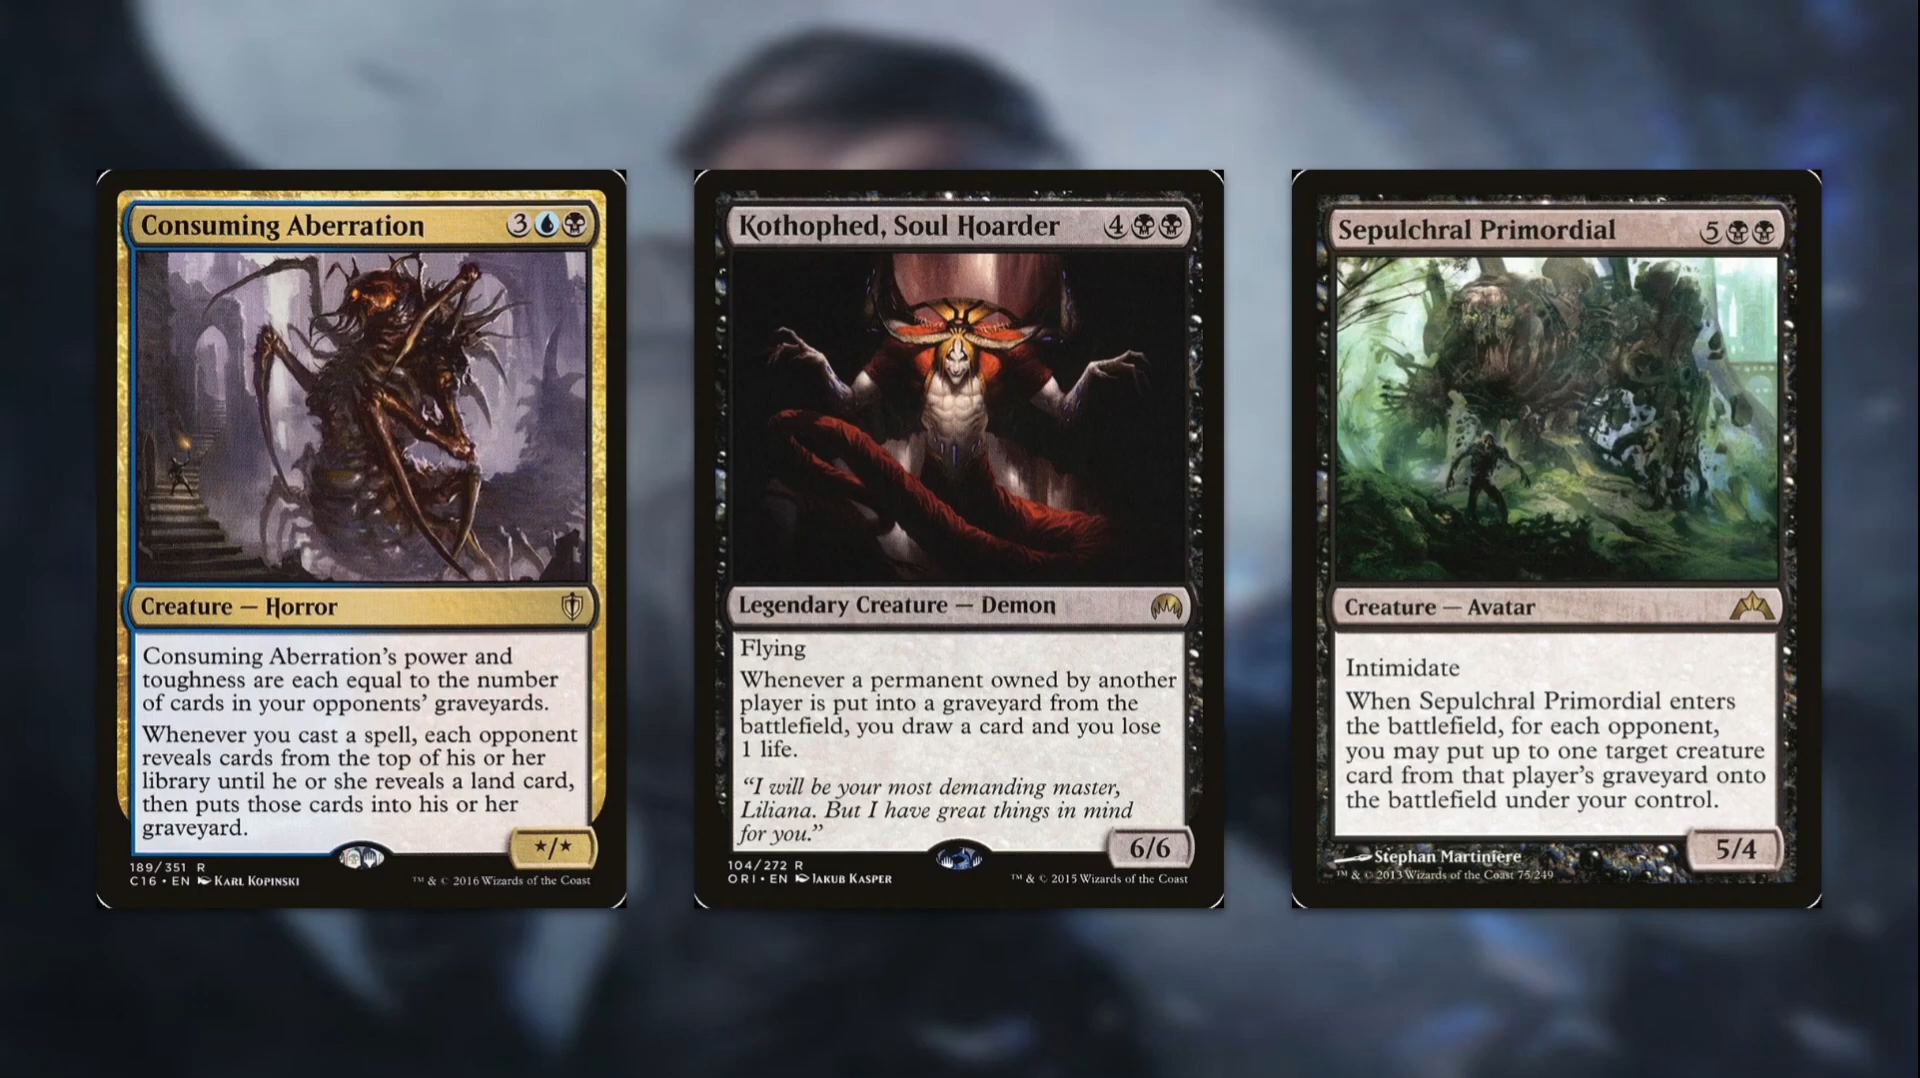 Consuming Aberration 3
Creature — Horror
Consuming Aberration's power and
toughness are each equal to the number
of cards in your opponents' graveyards.
Whenever you cast a spell, each opponent
reveals cards from the top of his or her
library until he or she reveals a land card,
then puts those cards into his or her
graveyard.
★/★
189/351 R
C16 • EN KARL KOPINSKI
™ & © 2016 Wizards of the Coast
Kothophed, Soul Hoarder 4
Legendary Creature — Demon
Flying
Whenever a permanent owned by another
player is put into a graveyard from the
battlefield, you draw a card and you lose
1 life.
“I will be your most demanding master,
Liliana. But I have great things in mind
for you.”
6/6
104/272 R
ORI • EN JAKUB KASPER
™ & © 2015 Wizards of the Coast
Sepulchral Primordial 5
Creature — Avatar
Intimidate
When Sepulchral Primordial enters
the battlefield, for each opponent,
you may put up to one target creature
card from that player's graveyard onto
the battlefield under your control.
5/4
Stephan Martiniere
™ & © 2013 Wizards of the Coast 75/249